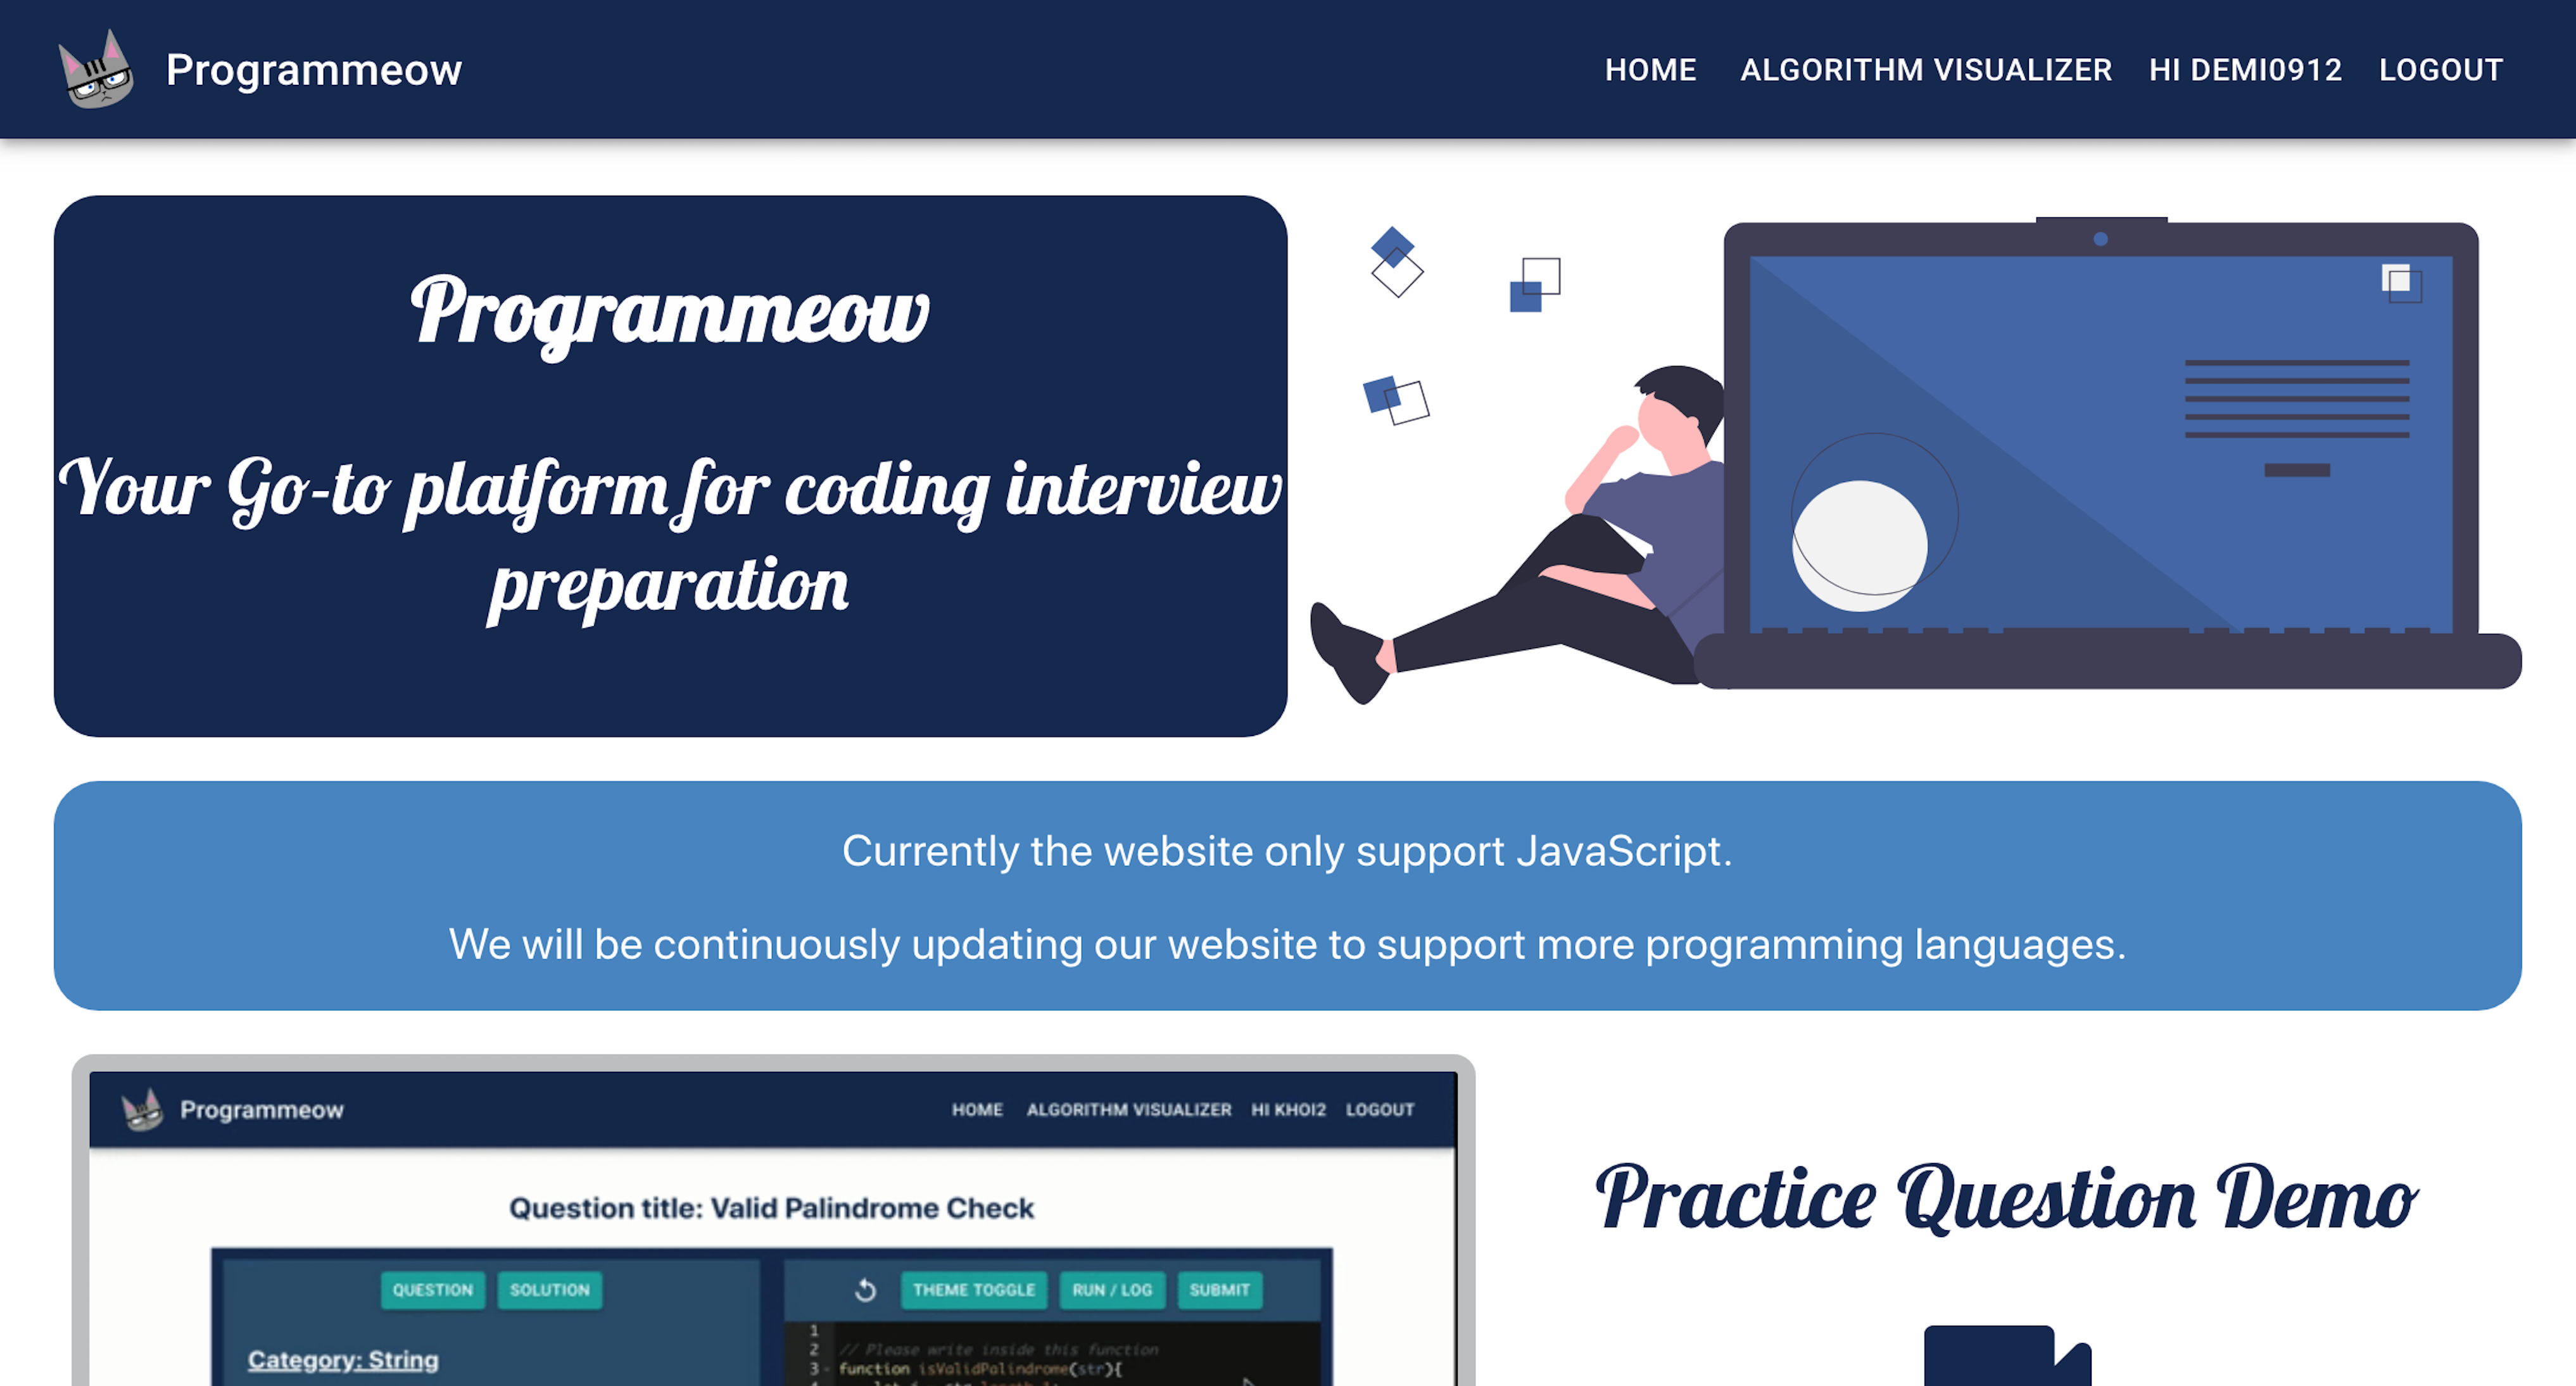 Programmeow
HOME ALGORITHM VISUALIZER HI DEMI0912 LOGOUT
Programmeow
Your Go-to platform for coding interview
preparation
Currently the website only support JavaScript.
We will be continuously updating our website to support more programming languages.
Programmeow
HOME ALGORITHM VISUALIZER HI KHOI2 LOGOUT
Question title: Valid Palindrome Check
QUESTION SOLUTION
THEME TOGGLE RUN / LOG SUBMIT
Category: String
1
2 // Please write inside this function
3 function isValidPalindrome(str){
Practice Question Demo